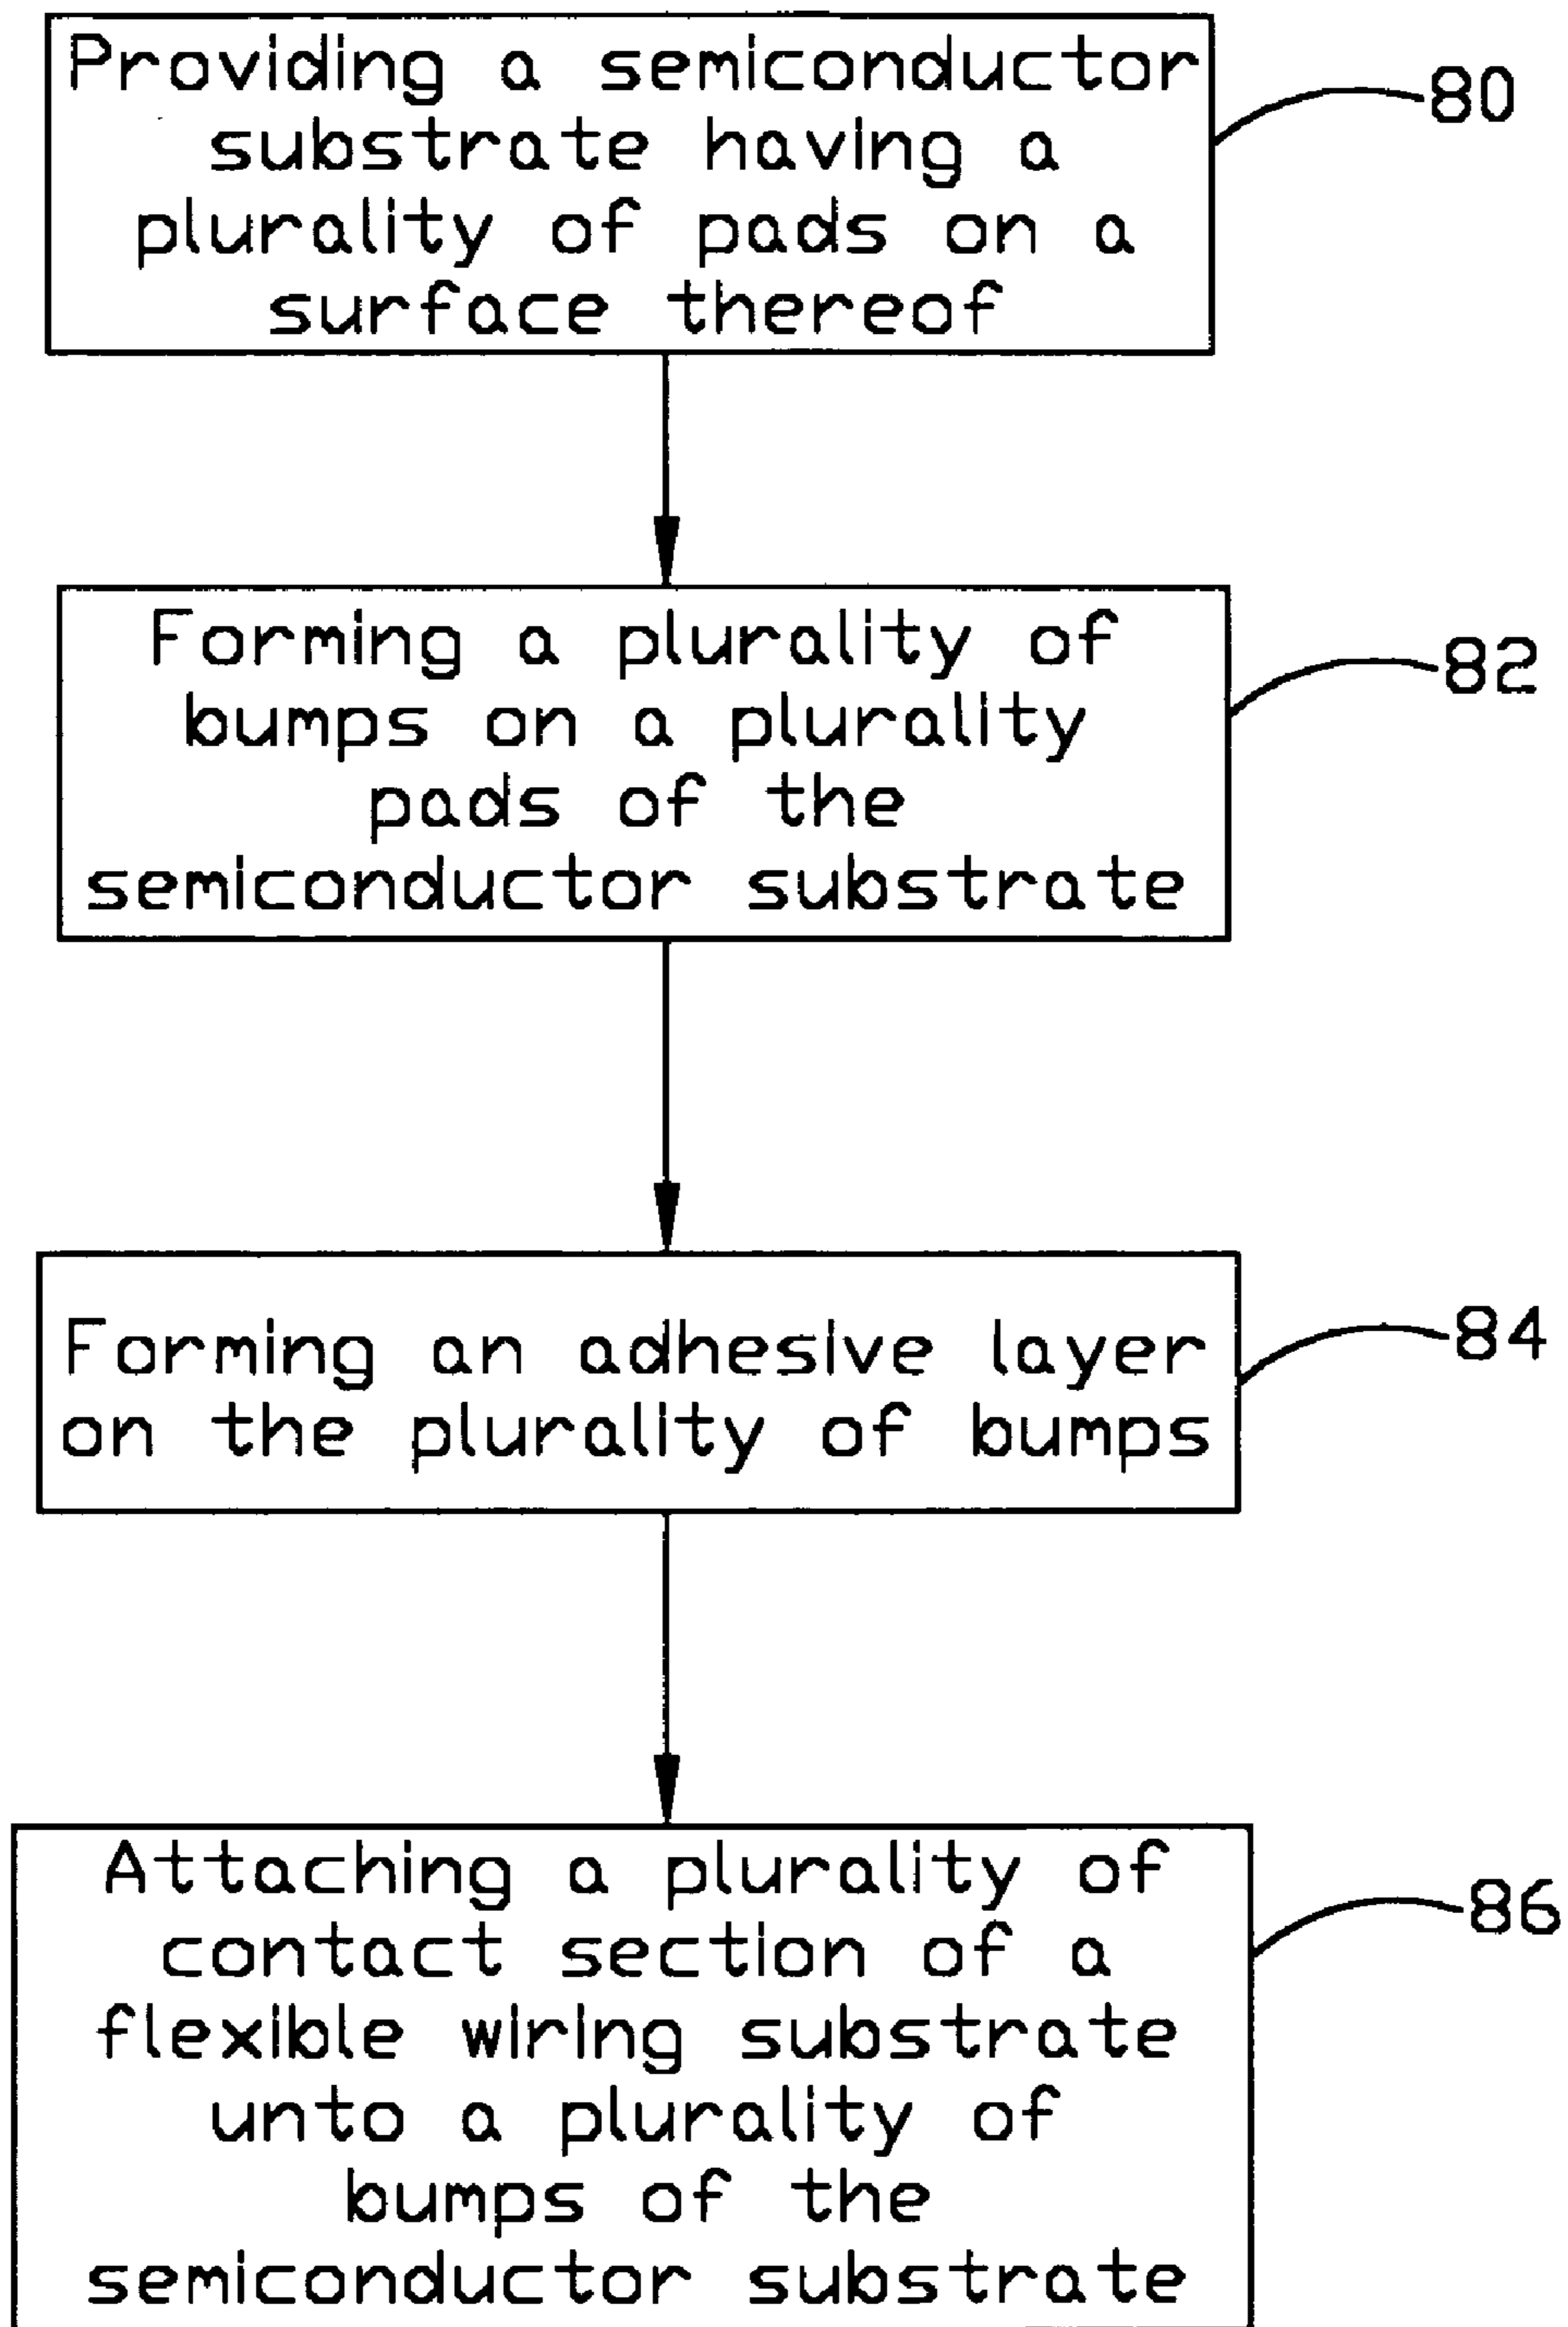 Providing a semiconductor
substrate having a
plurality of pads on a
surface thereof
80
Forming a plurality of
bumps on a plurality
pads of the
semiconductor substrate
82
Forming an adhesive layer
on the plurality of bumps
84
Attaching a plurality of
contact section of a
flexible wiring substrate
unto a plurality of
bumps of the
semiconductor substrate
86